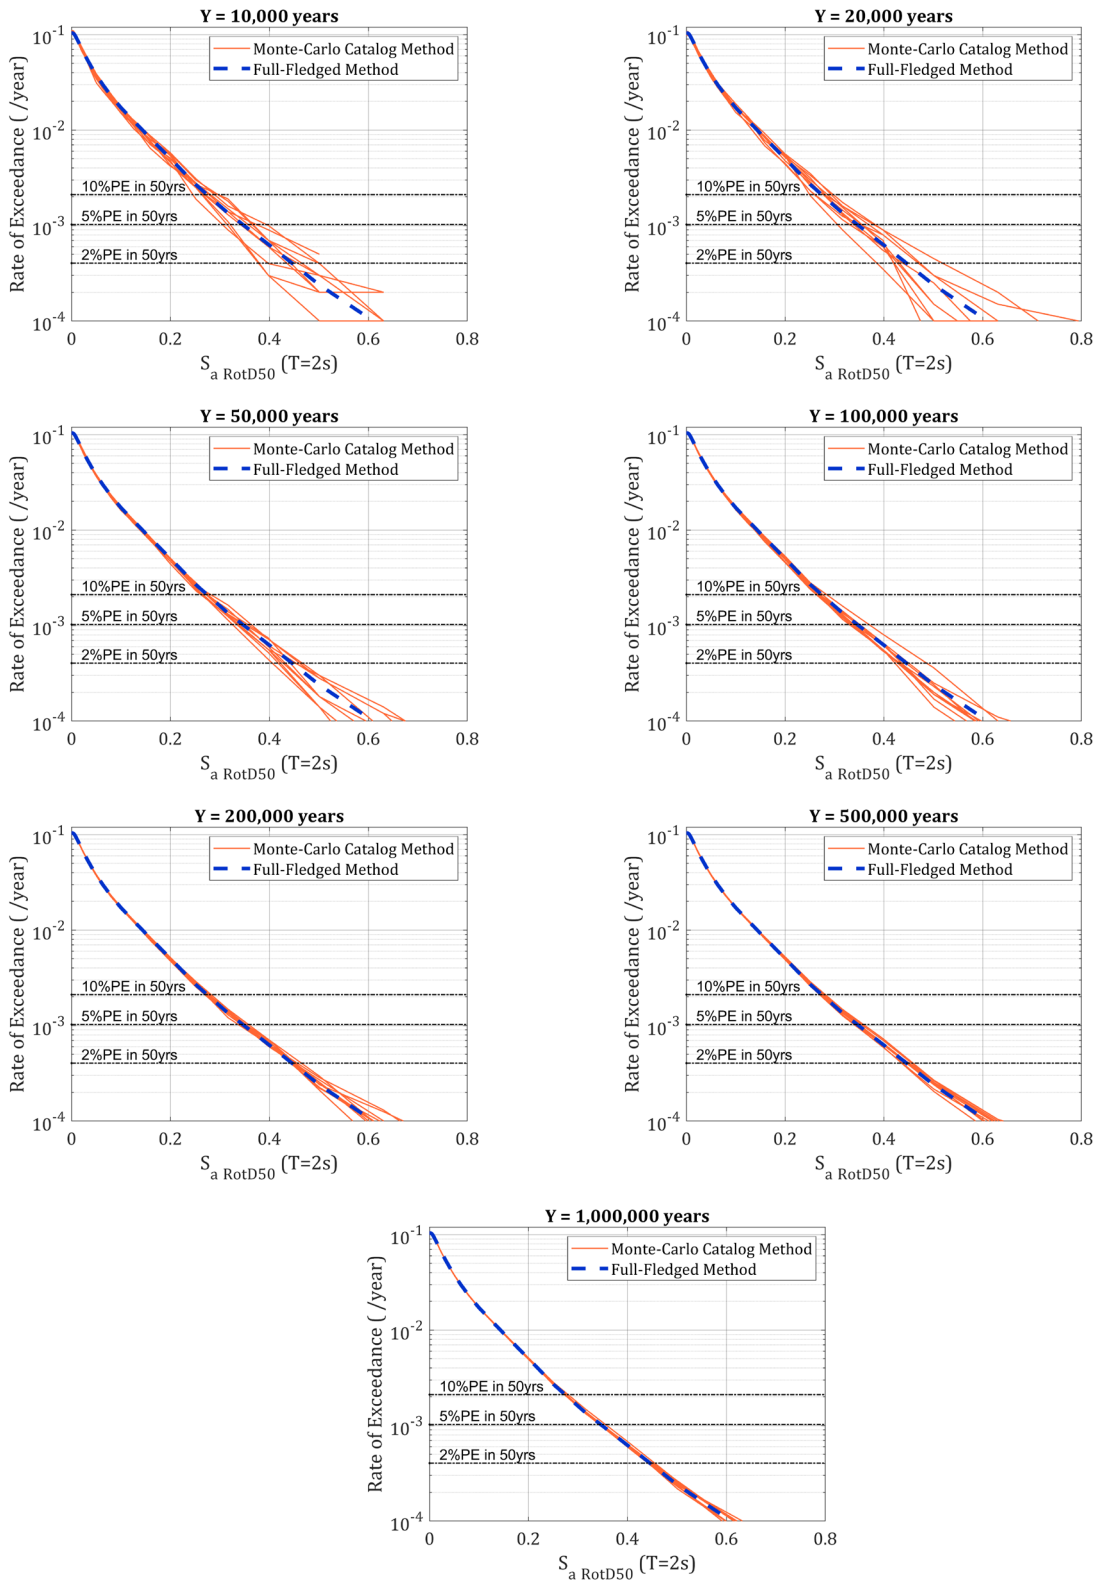 Y = 10,000 years
Monte-Carlo Catalog Method
Full-Fledged Method
Rate of Exceedance ( /year)
10^-1
10^-2
10^-3
10^-4
10%PE in 50yrs
5%PE in 50yrs
2%PE in 50yrs
0 0.2 0.4 0.6 0.8
S_a RotD50 (T=2s)
Y = 20,000 years
Monte-Carlo Catalog Method
Full-Fledged Method
Rate of Exceedance ( /year)
10^-1
10^-2
10^-3
10^-4
10%PE in 50yrs
5%PE in 50yrs
2%PE in 50yrs
0 0.2 0.4 0.6 0.8
S_a RotD50 (T=2s)
Y = 50,000 years
Monte-Carlo Catalog Method
Full-Fledged Method
Rate of Exceedance ( /year)
10^-1
10^-2
10^-3
10^-4
10%PE in 50yrs
5%PE in 50yrs
2%PE in 50yrs
0 0.2 0.4 0.6 0.8
S_a RotD50 (T=2s)
Y = 100,000 years
Monte-Carlo Catalog Method
Full-Fledged Method
Rate of Exceedance ( /year)
10^-1
10^-2
10^-3
10^-4
10%PE in 50yrs
5%PE in 50yrs
2%PE in 50yrs
0 0.2 0.4 0.6 0.8
S_a RotD50 (T=2s)
Y = 200,000 years
Monte-Carlo Catalog Method
Full-Fledged Method
Rate of Exceedance ( /year)
10^-1
10^-2
10^-3
10^-4
10%PE in 50yrs
5%PE in 50yrs
2%PE in 50yrs
0 0.2 0.4 0.6 0.8
S_a RotD50 (T=2s)
Y = 500,000 years
Monte-Carlo Catalog Method
Full-Fledged Method
Rate of Exceedance ( /year)
10^-1
10^-2
10^-3
10^-4
10%PE in 50yrs
5%PE in 50yrs
2%PE in 50yrs
0 0.2 0.4 0.6 0.8
S_a RotD50 (T=2s)
Y = 1,000,000 years
Monte-Carlo Catalog Method
Full-Fledged Method
Rate of Exceedance ( /year)
10^-1
10^-2
10^-3
10^-4
10%PE in 50yrs
5%PE in 50yrs
2%PE in 50yrs
0 0.2 0.4 0.6 0.8
S_a RotD50 (T=2s)